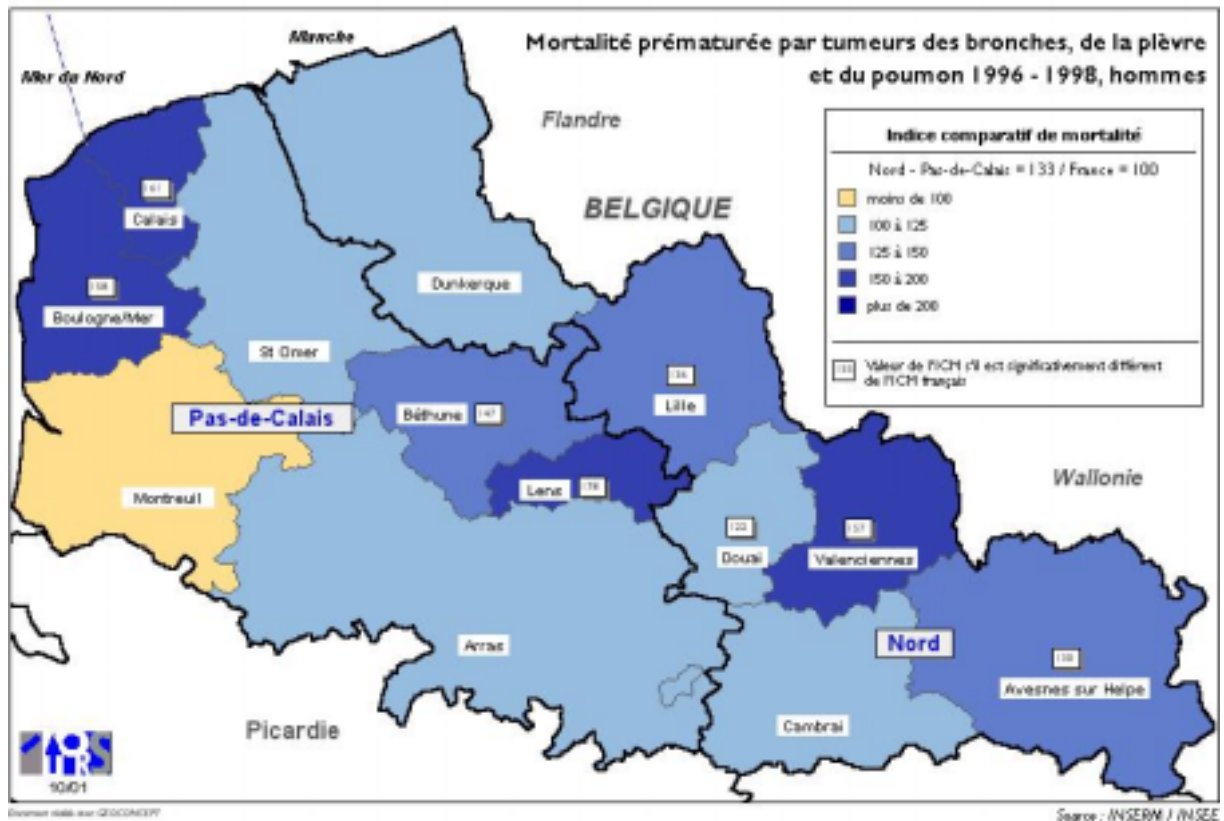 Mortalité prématurée par tumeurs des bronches, de la plèvre
et du poumon 1996 - 1998, hommes
Manche
Mer du Nord
Flandre
BELGIQUE
Indice comparatif de mortalité
Nord - Pas-de-Calais = 133 / France = 100
moins de 100
100 à 125
125 à 150
150 à 200
plus de 200
Valeur de l'ICM s'il est significativement différent
de l'ICM français
Calais
Boulogne/Mer
Dunkerque
St Omer
Pas-de-Calais
Béthune
147
Lille
Lens
Montreuil
Wallonie
122
Douai
157
Valenciennes
Arras
Nord
Avesnes sur Helpe
Cambrai
Picardie
10/01
Source : INSERM / INSEE